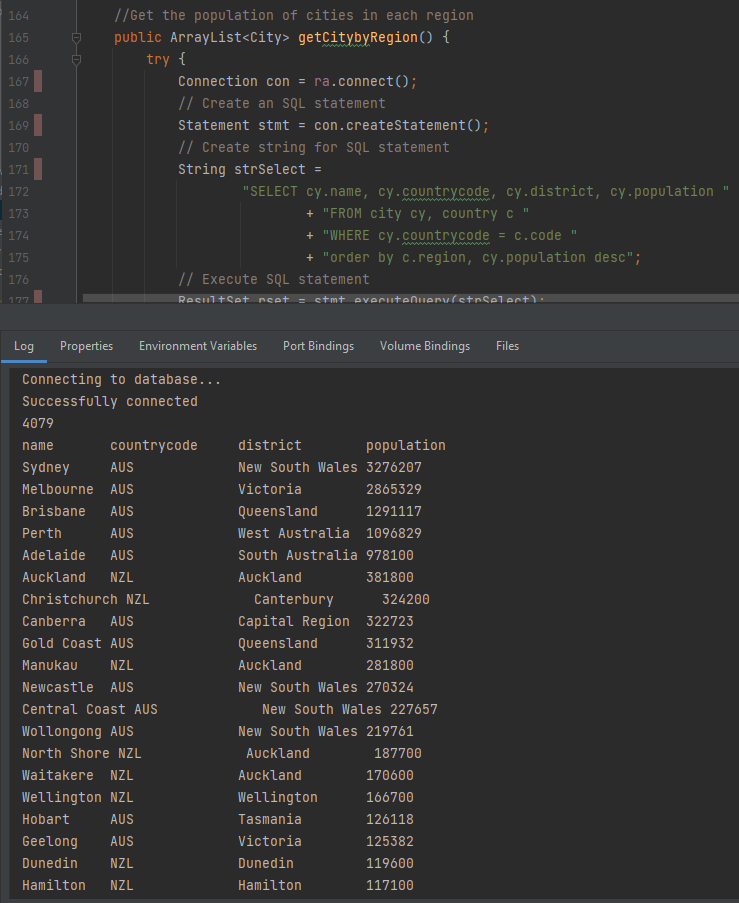 164 //Get the population of cities in each region
165 public ArrayList<City> getCitybyRegion() {
166 try {
167 Connection con = ra.connect();
168 // Create an SQL statement
169 Statement stmt = con.createStatement();
170 // Create string for SQL statement
171 String strSelect =
172 "SELECT cy.name, cy.countrycode, cy.district, cy.population "
173 + "FROM city cy, country c "
174 + "WHERE cy.countrycode = c.code "
175 + "order by c.region, cy.population desc";
176 // Execute SQL statement
177 ResultSet rset = stmt.executeQuery(strSelect);
Log Properties Environment Variables Port Bindings Volume Bindings Files
Connecting to database...
Successfully connected
4079
name countrycode district population
Sydney AUS New South Wales 3276207
Melbourne AUS Victoria 2865329
Brisbane AUS Queensland 1291117
Perth AUS West Australia 1096829
Adelaide AUS South Australia 978100
Auckland NZL Auckland 381800
Christchurch NZL Canterbury 324200
Canberra AUS Capital Region 322723
Gold Coast AUS Queensland 311932
Manukau NZL Auckland 281800
Newcastle AUS New South Wales 270324
Central Coast AUS New South Wales 227657
Wollongong AUS New South Wales 219761
North Shore NZL Auckland 187700
Waitakere NZL Auckland 170600
Wellington NZL Wellington 166700
Hobart AUS Tasmania 126118
Geelong AUS Victoria 125382
Dunedin NZL Dunedin 119600
Hamilton NZL Hamilton 117100